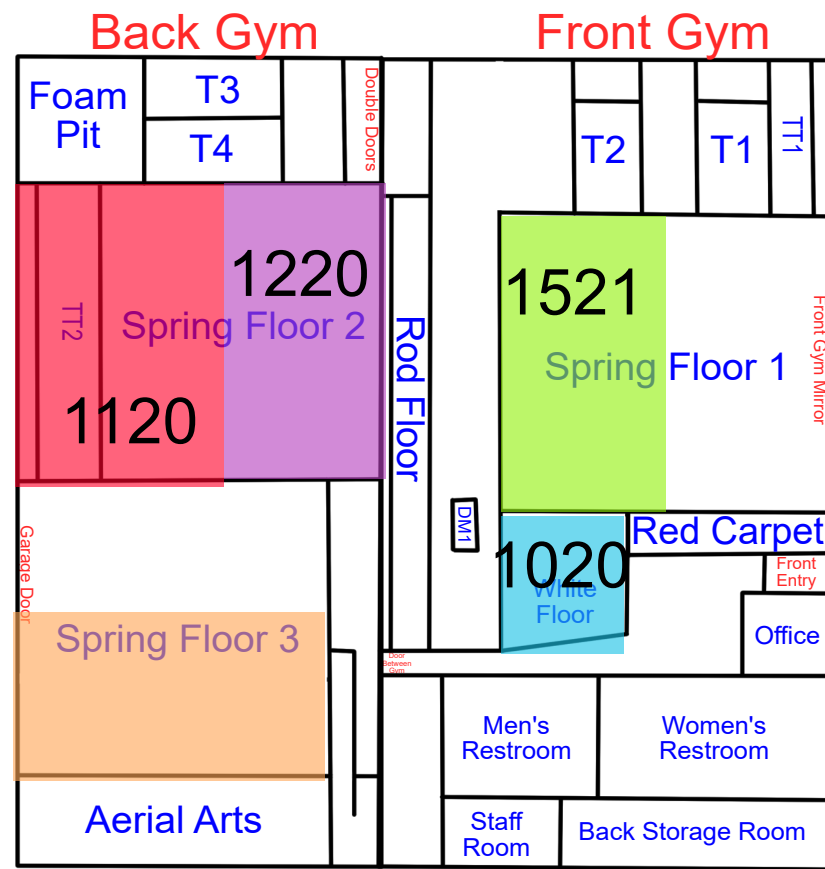 Back Gym
Front Gym
Foam
Pit
T3
T4
Double Doors
T2
T1
TT1
1220
1521
TT2
Spring Floor 2
Rod Floor
Spring Floor 1
Front Gym Mirror
1120
DM1
Red Carpet
1020
White
Floor
Front
Entry
Garage Door
Spring Floor 3
Office
Door
Between
Gym
Men's
Restroom
Women's
Restroom
Aerial Arts
Staff
Room
Back Storage Room